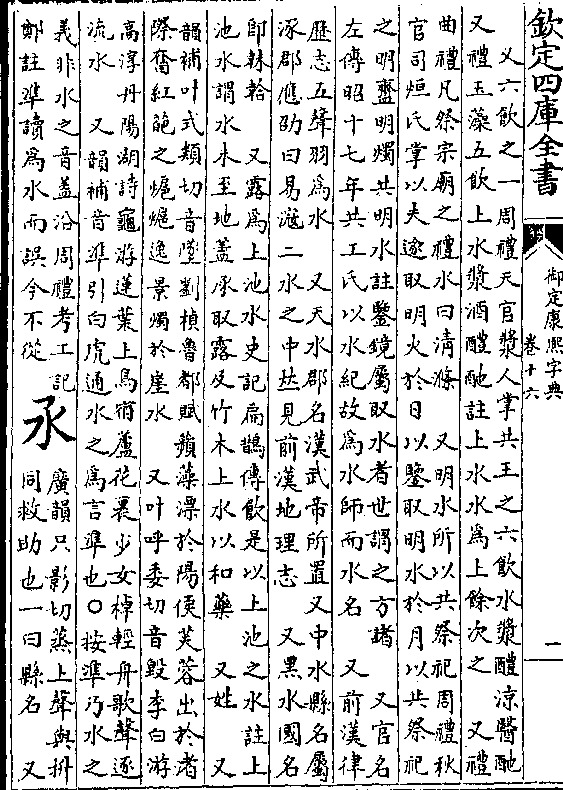 欽定四庫全書
御定康熙字典
卷十六
一
又六飲之一周禮天官漿人掌共王之六飲水漿醴涼醫酏
又禮玉藻五飲上水漿酒醴酏註上水水爲上餘次之 又禮
曲禮凡祭宗廟之禮水曰清滌 又明水所以共祭祀周禮秋
官司烜氏掌以夫遂取明火於日以鑒取明水於月以共祭祀
之明齍明燭共明水註鑒鏡屬取水者世謂之方諸 又官名
左傳昭十七年共工氏以水紀故爲水師而水名 又前漢律
歷志五聲羽爲水 又天水郡名漢武帝所置又中水縣名屬
涿郡應劭曰易滱二水之中𠀤見前漢地理志 又黑水國名
卽靺鞈 又露爲上池水史記扁鵲傳飲是以上池之水註上
池水謂水未至地蓋承取露及竹木上水以和藥 又姓 又
韻補叶式類切音墜劉楨魯都賦蘋藻漂於陽侯芙蓉出於渚
際奮紅葩之爗爗逸景燭於崖水 又叶呼委切音毀李白游
高淳丹陽湖詩龜游蓮葉上鳥宿蘆花裏少女棹輕舟歌聲逐
流水 又韻補音準引白虎通水之爲言準也○按準乃水之
義非水之音蓋沿周禮考工記
鄭註準讀爲水而誤今不從
氶
廣韻只影切蒸上聲與拯
同救助也一曰縣名 又